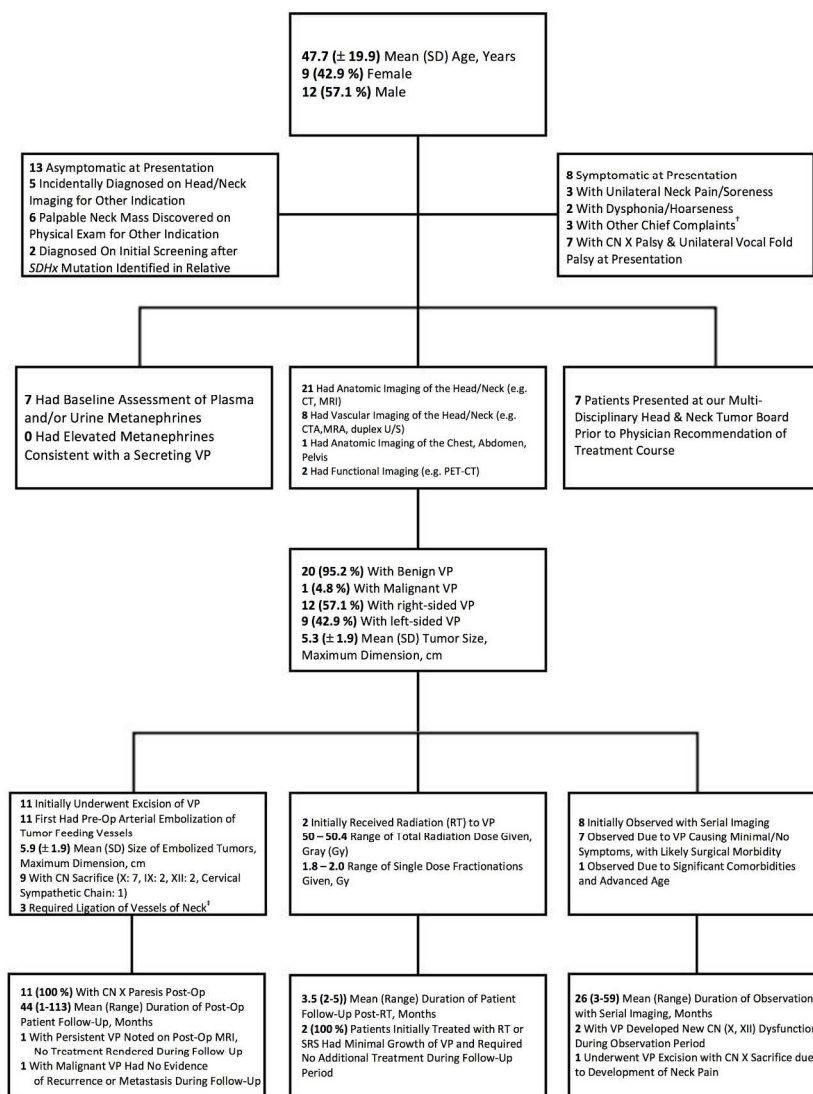 47.7 (± 19.9) Mean (SD) Age, Years
9 (42.9 %) Female
12 (57.1 %) Male
13 Asymptomatic at Presentation
5 Incidentally Diagnosed on Head/Neck
Imaging for Other Indication
6 Palpable Neck Mass Discovered on
Physical Exam for Other Indication
2 Diagnosed On Initial Screening after
SDHx Mutation Identified in Relative
8 Symptomatic at Presentation
3 With Unilateral Neck Pain/Soreness
2 With Dysphonia/Hoarseness
3 With Other Chief Complaints†
7 With CN X Palsy & Unilateral Vocal Fold
Palsy at Presentation
7 Had Baseline Assessment of Plasma
and/or Urine Metanephrines
0 Had Elevated Metanephrines
Consistent with a Secreting VP
21 Had Anatomic Imaging of the Head/Neck (e.g.
CT, MRI)
8 Had Vascular Imaging of the Head/Neck (e.g.
CTA,MRA, duplex U/S)
1 Had Anatomic Imaging of the Chest, Abdomen,
Pelvis
2 Had Functional Imaging (e.g. PET-CT)
7 Patients Presented at our Multi-
Disciplinary Head & Neck Tumor Board
Prior to Physician Recommendation of
Treatment Course
20 (95.2 %) With Benign VP
1 (4.8 %) With Malignant VP
12 (57.1 %) With right-sided VP
9 (42.9 %) With left-sided VP
5.3 (± 1.9) Mean (SD) Tumor Size,
Maximum Dimension, cm
11 Initially Underwent Excision of VP
11 First Had Pre-Op Arterial Embolization of
Tumor Feeding Vessels
5.9 (± 1.9) Mean (SD) Size of Embolized Tumors,
Maximum Dimension, cm
9 With CN Sacrifice (X: 7, IX: 2, XII: 2, Cervical
Sympathetic Chain: 1)
3 Required Ligation of Vessels of Neck‡
2 Initially Received Radiation (RT) to VP
50 – 50.4 Range of Total Radiation Dose Given,
Gray (Gy)
1.8 – 2.0 Range of Single Dose Fractionations
Given, Gy
8 Initially Observed with Serial Imaging
7 Observed Due to VP Causing Minimal/No
Symptoms, with Likely Surgical Morbidity
1 Observed Due to Significant Comorbidities
and Advanced Age
11 (100 %) With CN X Paresis Post-Op
44 (1-113) Mean (Range) Duration of Post-Op
Patient Follow-Up, Months
1 With Persistent VP Noted on Post-Op MRI,
No Treatment Rendered During Follow-Up
1 With Malignant VP Had No Evidence
of Recurrence or Metastasis During Follow-Up
3.5 (2-5)) Mean (Range) Duration of Patient
Follow-Up Post-RT, Months
2 (100 %) Patients Initially Treated with RT or
SRS Had Minimal Growth of VP and Required
No Additional Treatment During Follow-Up
Period
26 (3-59) Mean (Range) Duration of Observation
with Serial Imaging, Months
2 With VP Developed New CN (X, XII) Dysfunction
During Observation Period
1 Underwent VP Excision with CN X Sacrifice due
to Development of Neck Pain